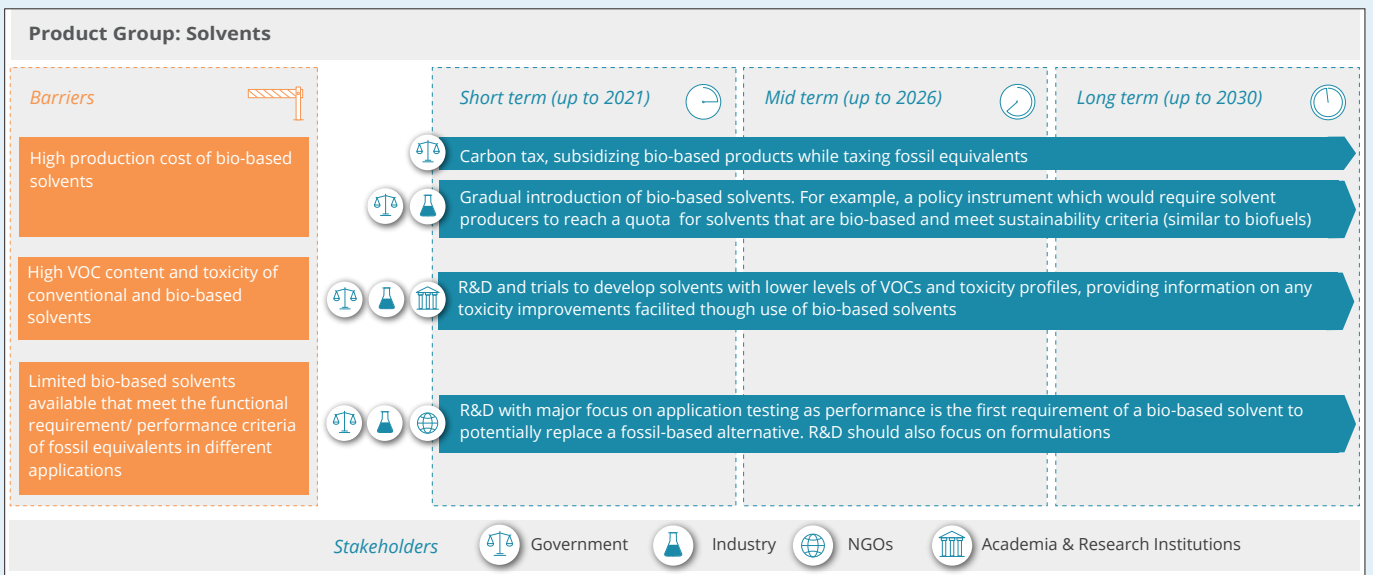 Product Group: Solvents
Barriers
Short term (up to 2021)
Mid term (up to 2026)
Long term (up to 2030)
High production cost of bio-based
solvents
Carbon tax, subsidizing bio-based products while taxing fossil equivalents
Gradual introduction of bio-based solvents. For example, a policy instrument which would require solvent
producers to reach a quota for solvents that are bio-based and meet sustainability criteria (similar to biofuels)
High VOC content and toxicity of
conventional and bio-based
solvents
R&D and trials to develop solvents with lower levels of VOCs and toxicity profiles, providing information on any
toxicity improvements facilited though use of bio-based solvents
Limited bio-based solvents
available that meet the functional
requirement/ performance criteria
of fossil equivalents in different
applications
R&D with major focus on application testing as performance is the first requirement of a bio-based solvent to
potentially replace a fossil-based alternative. R&D should also focus on formulations
Stakeholders
Government
Industry
NGOs
Academia & Research Institutions